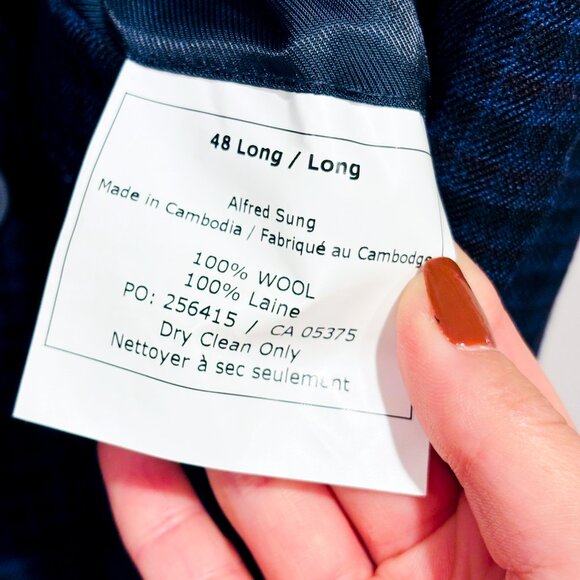 48 Long / Long
Alfred Sung
Made in Cambodia / Fabriqué au Cambodge
100% WOOL
100% Laine
PO: 256415 / CA 05375
Dry Clean Only
Nettoyer à sec seulement